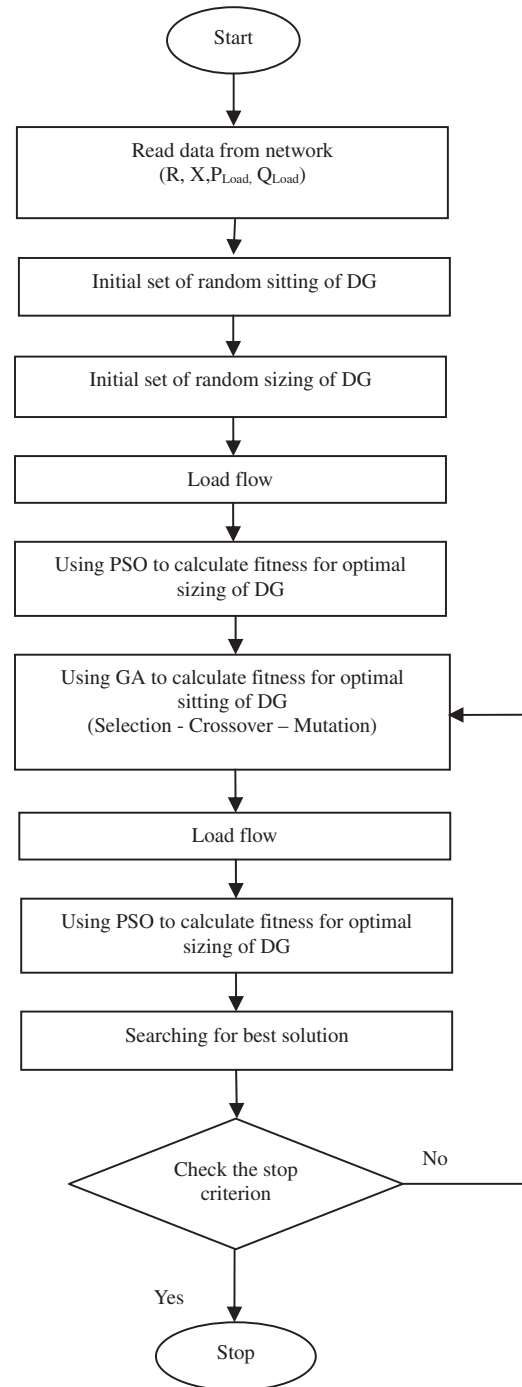 Start
Read data from network
(R, X,PLoad, QLoad)
Initial set of random sitting of DG
Initial set of random sizing of DG
Load flow
Using PSO to calculate fitness for optimal
sizing of DG
Using GA to calculate fitness for optimal
sitting of DG
(Selection - Crossover – Mutation)
Load flow
Using PSO to calculate fitness for optimal
sizing of DG
Searching for best solution
Check the stop
criterion
No
Yes
Stop